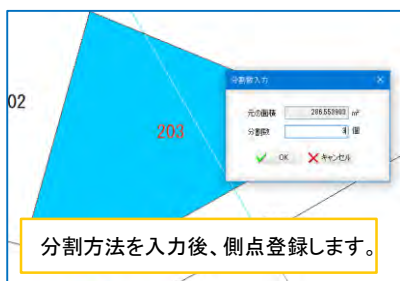 分割数入力
02
元の面積 206.550960 ㎡
203
分割数 3 個
OK キャンセル
分割方法を入力後、側点登録します。